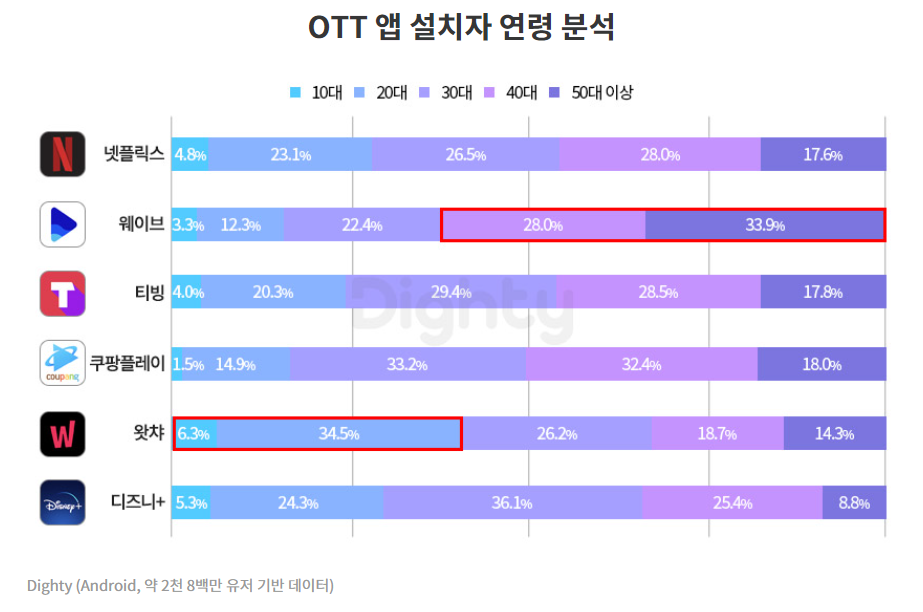 OTT 앱 설치자 연령 분석
10대 20대 30대 40대 50대 이상
N 넷플릭스 4.8% 23.1% 26.5% 28.0% 17.6%
웨이브 3.3% 12.3% 22.4% 28.0% 33.9%
T 티빙 4.0% 20.3% 29.4% 28.5% 17.8%
Dighty
coupang 쿠팡플레이 1.5% 14.9% 33.2% 32.4% 18.0%
W 왓챠 6.3% 34.5% 26.2% 18.7% 14.3%
Disney+ 디즈니+ 5.3% 24.3% 36.1% 25.4% 8.8%
Dighty (Android, 약 2천 8백만 유저 기반 데이터)